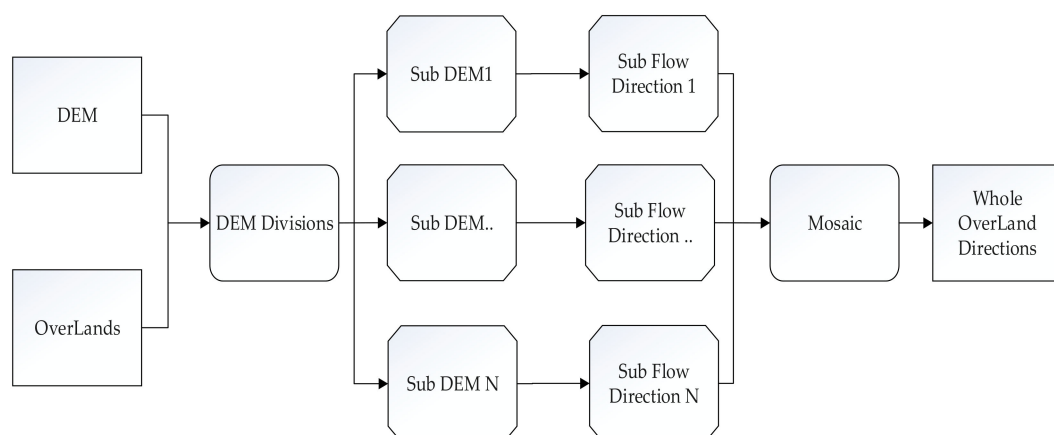 DEM
OverLands
DEM Divisions
Sub DEM1
Sub DEM..
Sub DEM N
Sub Flow
Direction 1
Sub Flow
Direction ..
Sub Flow
Direction N
Mosaic
Whole
OverLand
Directions